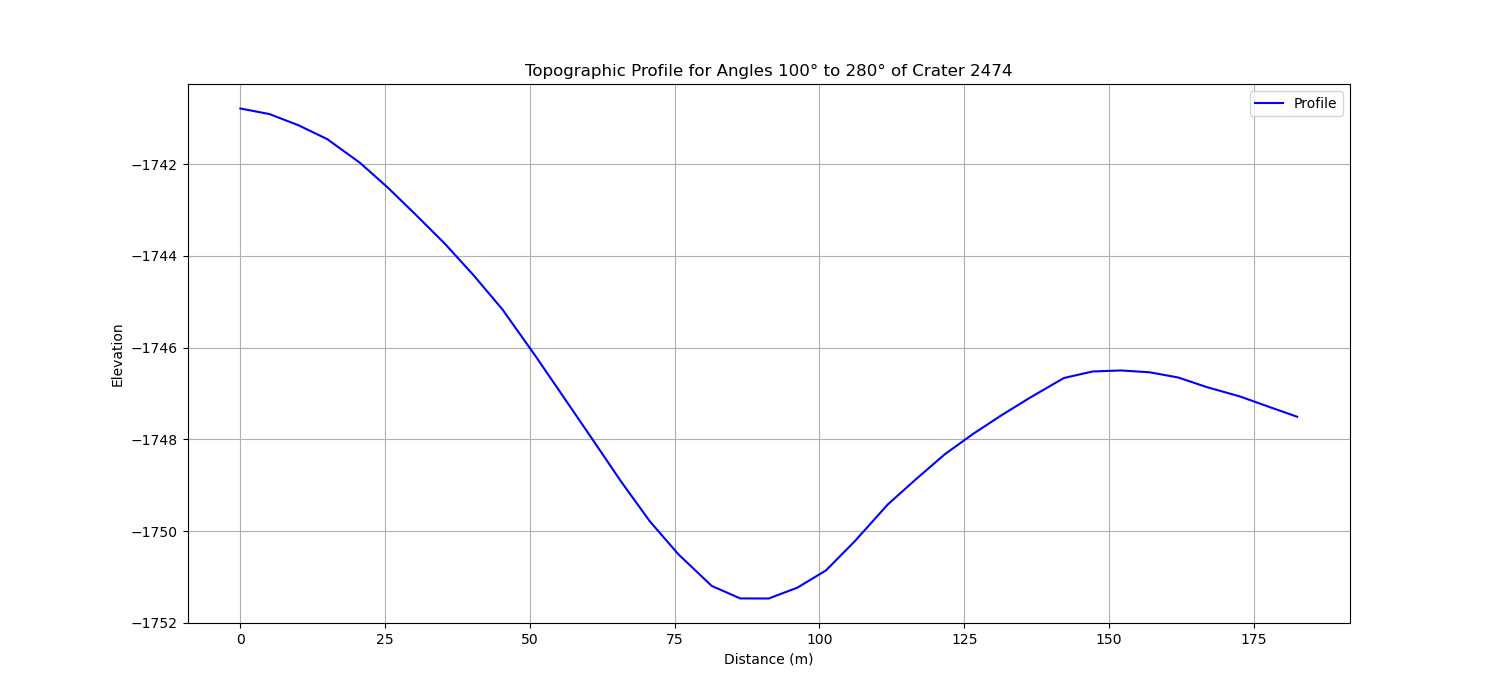 Topographic Profile for Angles 100° to 280° of Crater 2474
Profile
−1742
−1744
−1746
−1748
−1750
−1752
Elevation
0 25 50 75 100 125 150 175
Distance (m)